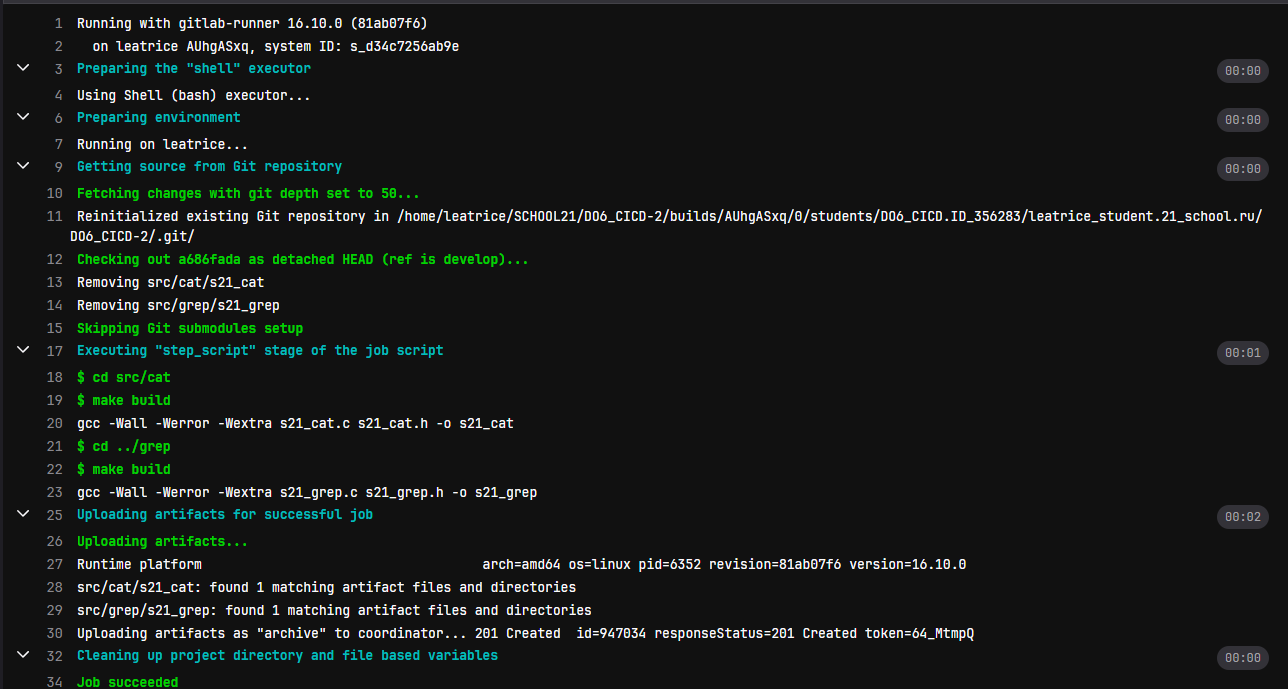 1 Running with gitlab-runner 16.10.0 (81ab07f6)
2 on leatrice AUhgASxq, system ID: s_d34c7256ab9e
3 Preparing the "shell" executor 00:00
4 Using Shell (bash) executor...
6 Preparing environment 00:00
7 Running on leatrice...
9 Getting source from Git repository 00:00
10 Fetching changes with git depth set to 50...
11 Reinitialized existing Git repository in /home/leatrice/SCHOOL21/DO6_CICD-2/builds/AUhgASxq/0/students/DO6_CICD.ID_356283/leatrice_student.21_school.ru/
DO6_CICD-2/.git/
12 Checking out a686fada as detached HEAD (ref is develop)...
13 Removing src/cat/s21_cat
14 Removing src/grep/s21_grep
15 Skipping Git submodules setup
17 Executing "step_script" stage of the job script 00:01
18 $ cd src/cat
19 $ make build
20 gcc -Wall -Werror -Wextra s21_cat.c s21_cat.h -o s21_cat
21 $ cd ../grep
22 $ make build
23 gcc -Wall -Werror -Wextra s21_grep.c s21_grep.h -o s21_grep
25 Uploading artifacts for successful job 00:02
26 Uploading artifacts...
27 Runtime platform arch=amd64 os=linux pid=6352 revision=81ab07f6 version=16.10.0
28 src/cat/s21_cat: found 1 matching artifact files and directories
29 src/grep/s21_grep: found 1 matching artifact files and directories
30 Uploading artifacts as "archive" to coordinator... 201 Created id=947034 responseStatus=201 Created token=64_MtmpQ
32 Cleaning up project directory and file based variables 00:00
34 Job succeeded